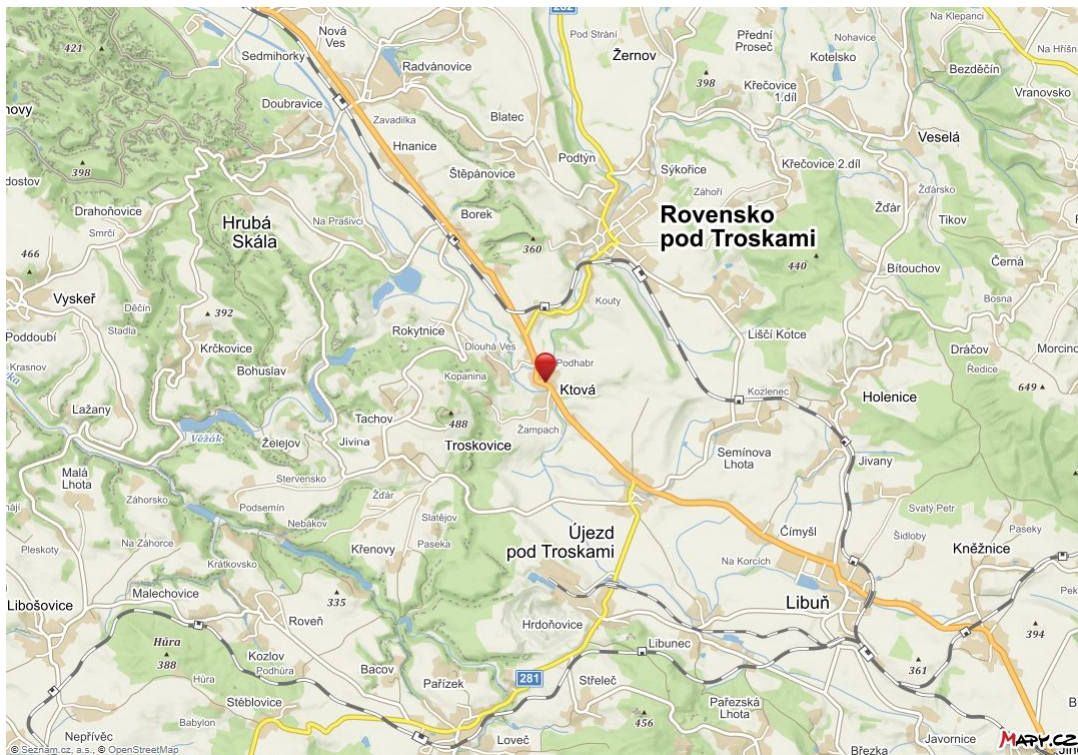 282
421
Nová
Ves
Sedmihorky
Radvánovice
Pod Strání
Žernov
Přední
Proseč
Nohavice
Kotelsko
Na Klepanci
Na Hříšn
Bezděčín
Vranovsko
398
Křečovice
1.díl
Doubravice
Zavadilka
Blatec
novy
Hnanice
Veselá
Podtýn
Křečovice 2.díl
398
Štěpánovice
Sýkořice
Záhoří
dostov
Žďársko
Drahoňovice
Smrčí
Hrubá
Skála
Na Prašivci
Borek
Rovensko
pod Troskami
Žďár
Tikov
360
466
440
Bítouchov
Černá
Vyskeř
Děčín
Stadla
392
Kouty
Bosna
Poddoubí
Rokytnice
Liščí Kotce
Krčkovice
Dlouhá Ves
Dráčov
Morcino
Krasnov
Bohuslav
Podhabr
Ředice
Kopanina
Ktová
Kozlenec
649
Lažany
Holenice
Tachov
488
Žampach
Věžák
Želejov
Jivina
Troskovice
Semínova
Lhota
Jivany
Malá
Lhota
Stervensko
Žďár
Záhorsko
Podsemín
Svatý Petr
Nebákov
Slatějov
Paseka
Újezd
pod Troskami
Čímyšl
Šidloby
Paseky
Na Záhorce
Křenovy
Pleskoty
Na Korcích
Kněžnice
Krátkovsko
Malechovice
335
Libošovice
Roveň
Libuň
Hrdoňovice
Libunec
Hůra
388
Kozlov
Podhůra
394
361
Bacov
281
Hůra
Pařízek
Střeleč
Stéblovice
Pařezská
Lhota
Babylon
456
Nepřívěc
Loveč
Javornice
Březka
© Seznam.cz, a.s., © OpenStreetMap
MAPY.CZ